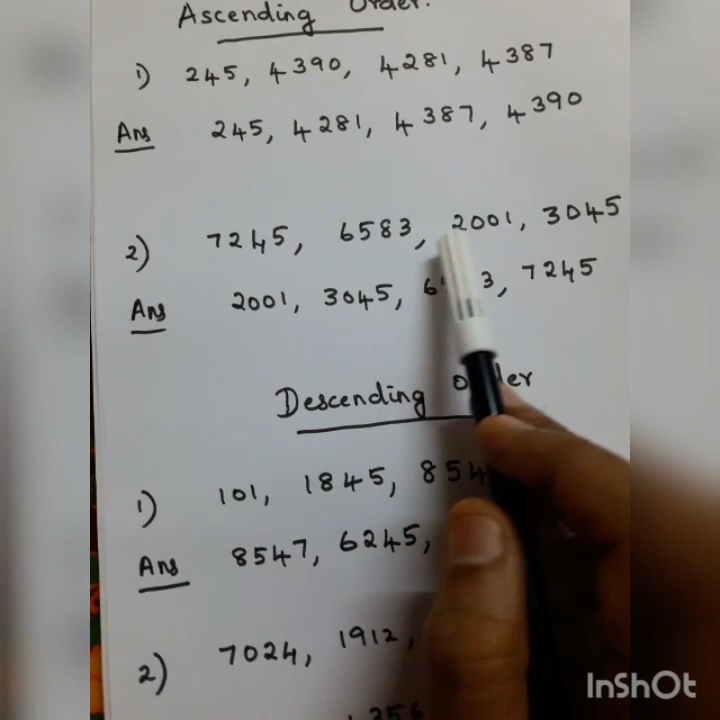 Ascending Order.
1) 245, 4390, 4281, 4387
Ans 245, 4281, 4387, 4390
2) 7245, 6583, 2001, 3045
Ans 2001, 3045, 7245
Descending
1) 101, 1845,
Ans 8547, 6245,
2) 7024, 1912,
InShOt